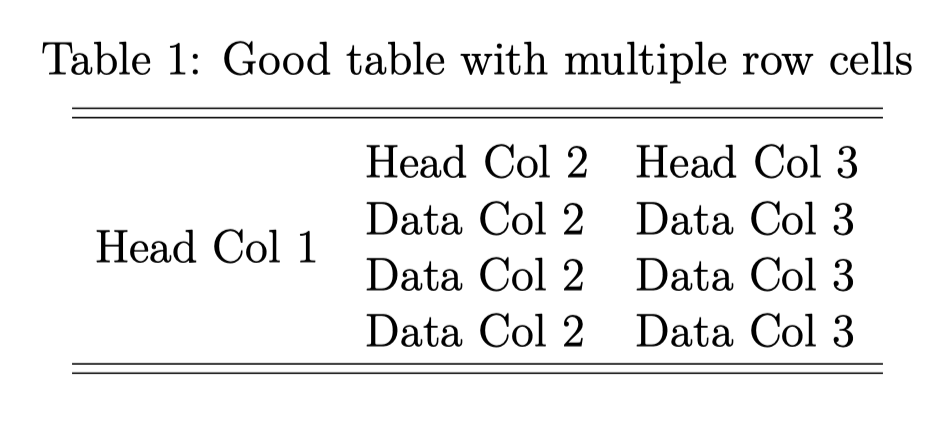 Table 1: Good table with multiple row cells
Head Col 2 Head Col 3
Data Col 2 Data Col 3
Head Col 1
Data Col 2 Data Col 3
Data Col 2 Data Col 3